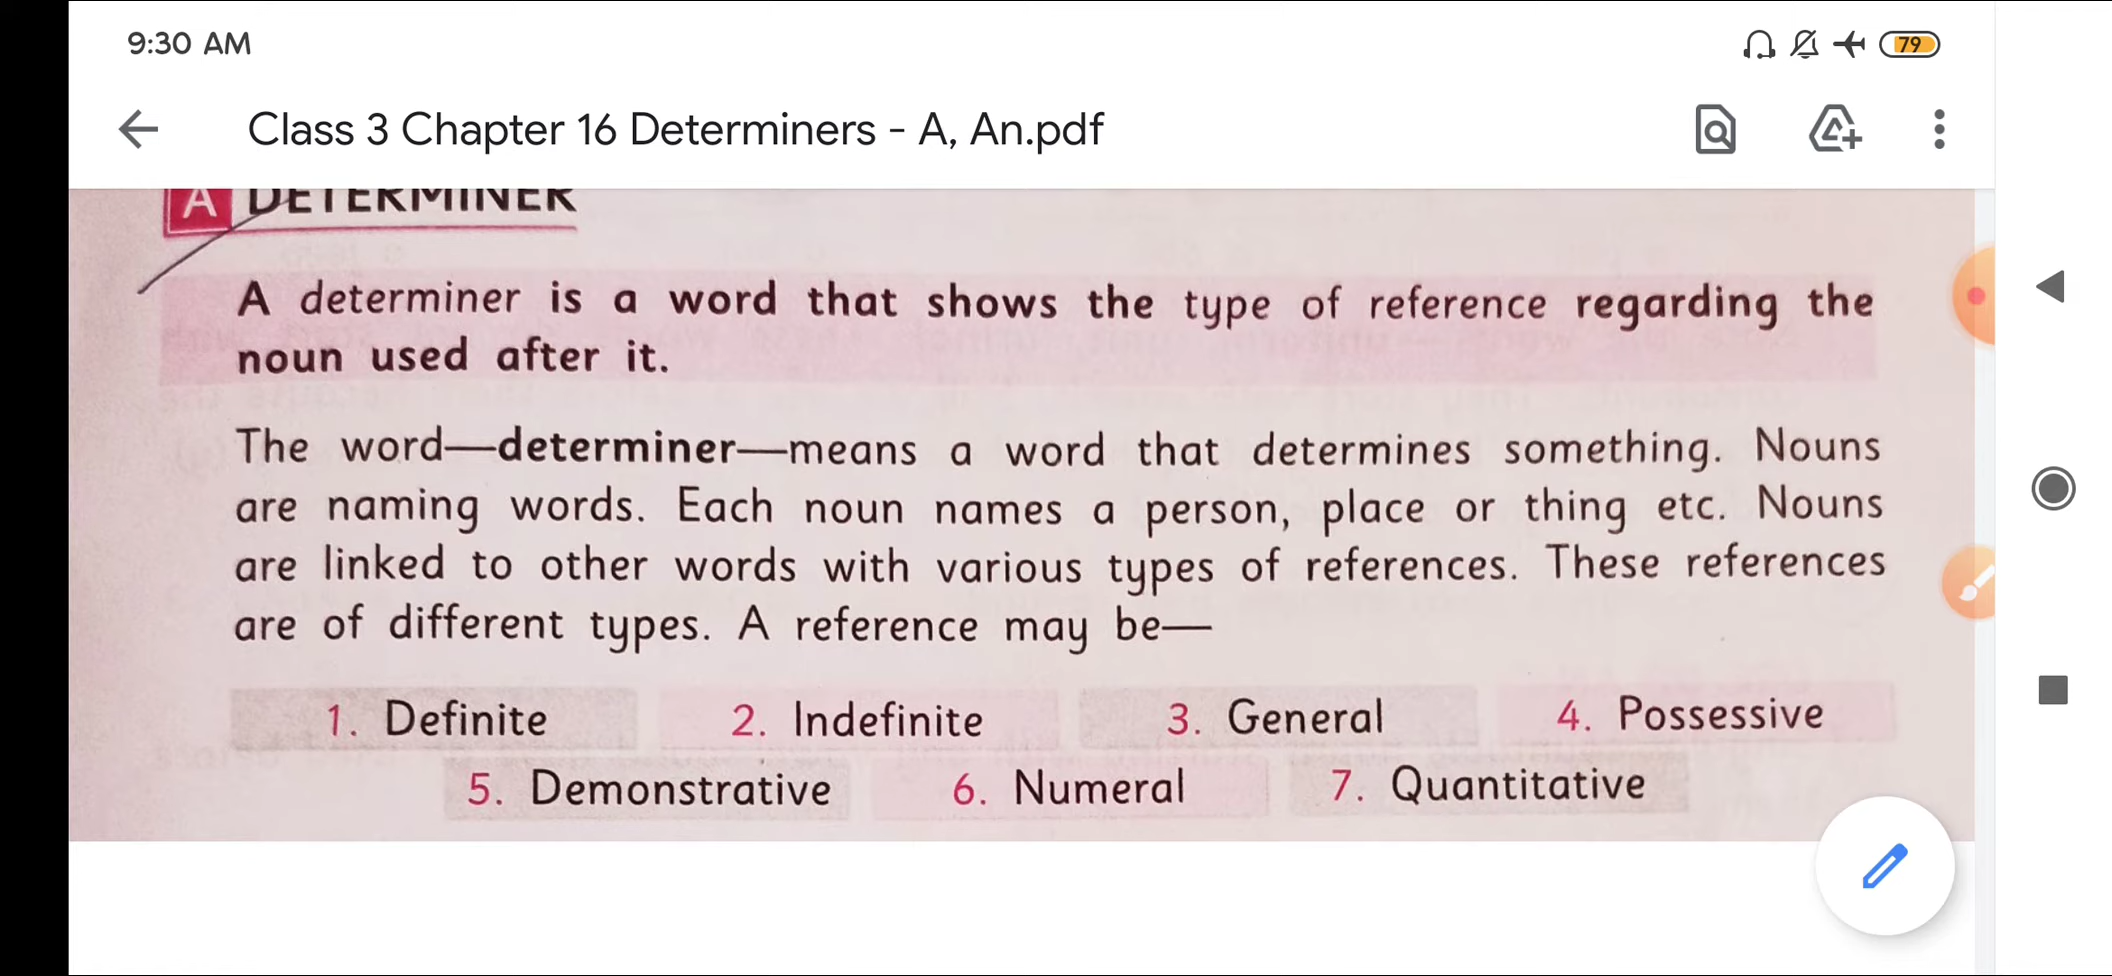 9:30 AM
79
Class 3 Chapter 16 Determiners - A, An.pdf
A DETERMINER
A determiner is a word that shows the type of reference regarding the
noun used after it.
The word—determiner—means a word that determines something. Nouns
are naming words. Each noun names a person, place or thing etc. Nouns
are linked to other words with various types of references. These references
are of different types. A reference may be—
1. Definite 2. Indefinite 3. General 4. Possessive
5. Demonstrative 6. Numeral 7. Quantitative